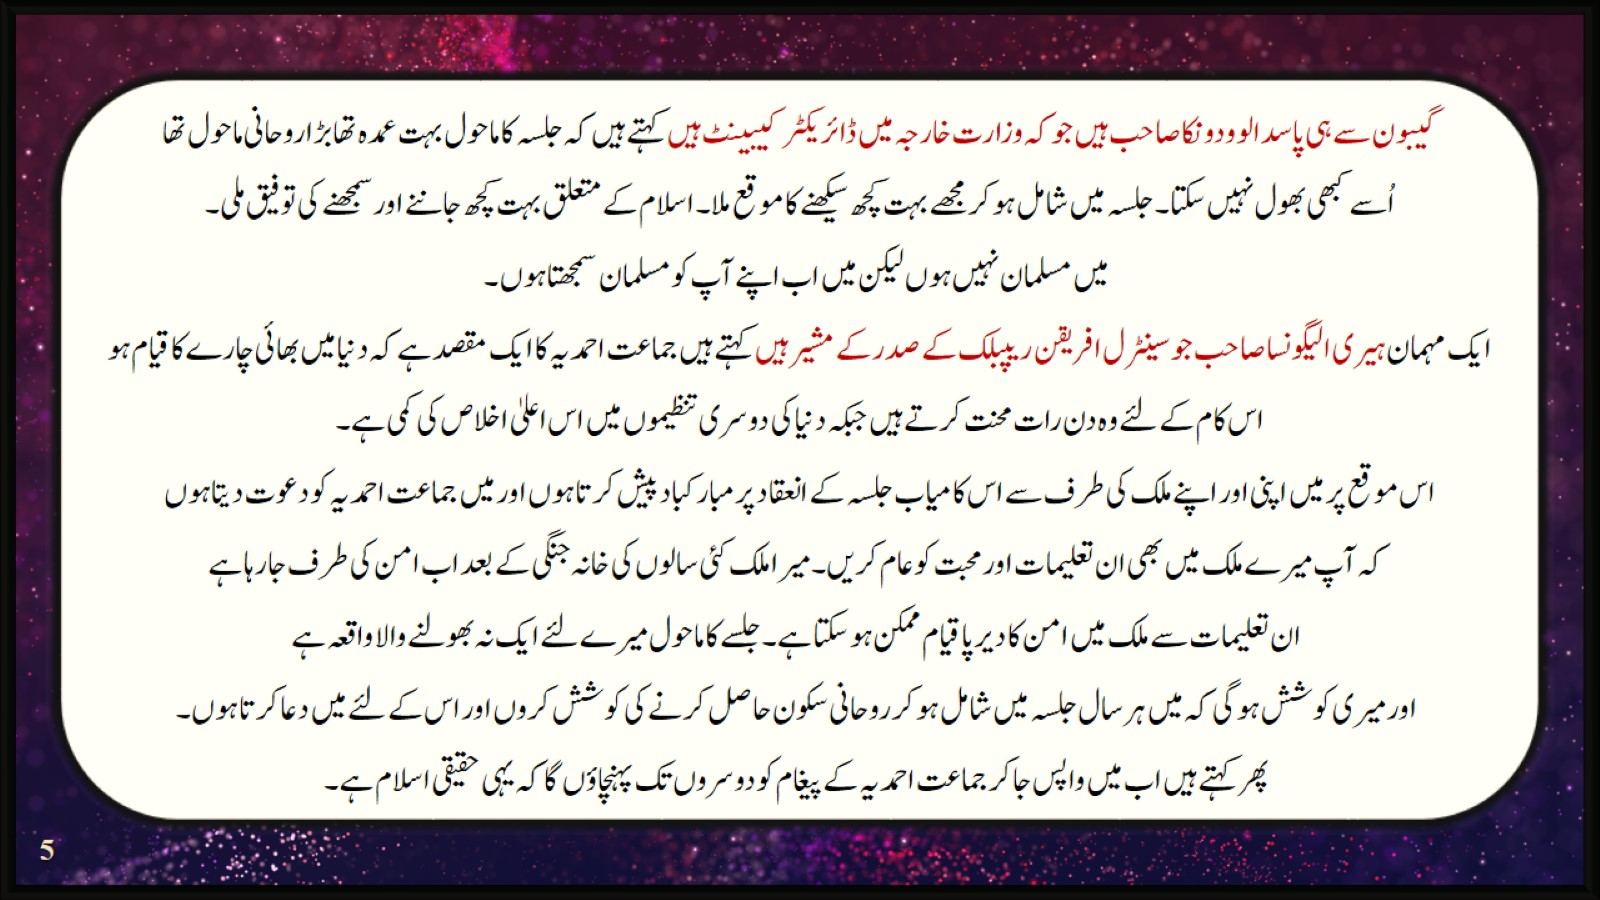 گیبون سے ہی پاسد الوودونکا صاحب ہیں جو کہ وزارت خارجہ میں ڈائریکٹر کیبینٹ ہیں کہتے ہیں کہ جلسہ کا ماحول بہت عمدہ تھا بڑا روحانی ماحول تھا
اُسے کبھی بھول نہیں سکتا۔ جلسہ میں شامل ہو کر مجھے بہت کچھ سیکھنے کا موقع ملا۔ اسلام کے متعلق بہت کچھ جاننے اور سمجھنے کی توفیق ملی۔
میں مسلمان نہیں ہوں لیکن میں اب اپنے آپ کو مسلمان سمجھتا ہوں۔
ایک مہمان ہیری الیگونسا صاحب جو سینٹرل افریقن ریپبلک کے صدر کے مشیر ہیں کہتے ہیں جماعت احمدیہ کا ایک مقصد ہے کہ دنیا میں بھائی چارے کا قیام ہو
اس کام کے لئے وہ دن رات محنت کرتے ہیں جبکہ دنیا کی دوسری تنظیموں میں اس اعلیٰ اخلاص کی کمی ہے۔
اس موقع پر میں اپنی اور اپنے ملک کی طرف سے اس کامیاب جلسہ کے انعقاد پر مبارکباد پیش کرتا ہوں اور میں جماعت احمدیہ کو دعوت دیتا ہوں
کہ آپ میرے ملک میں بھی ان تعلیمات اور محبت کو عام کریں۔ میرا ملک کئی سالوں کی خانہ جنگی کے بعد اب امن کی طرف جا رہا ہے
ان تعلیمات سے ملک میں امن کا دیرپا قیام ممکن ہو سکتا ہے۔ جلسے کا ماحول میرے لئے ایک نہ بھولنے والا واقعہ ہے
اور میری کوشش ہو گی کہ میں ہر سال جلسہ میں شامل ہو کر روحانی سکون حاصل کرنے کی کوشش کروں اور اس کے لئے میں دعا کرتا ہوں۔
پھر کہتے ہیں اب میں واپس جا کر جماعت احمدیہ کے پیغام کو دوسروں تک پہنچاؤں گا کہ یہی حقیقی اسلام ہے۔
5